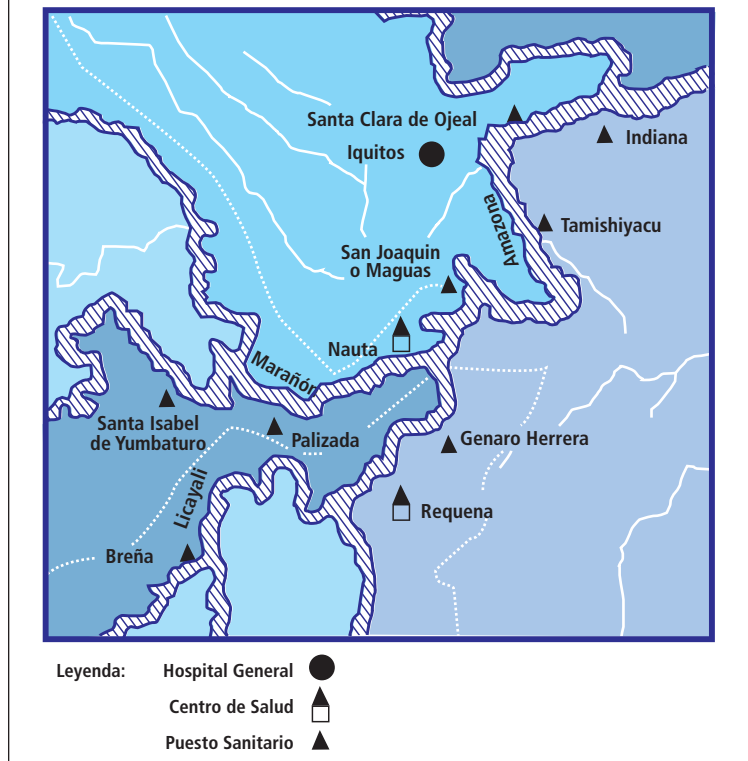 Santa Clara de Ojeal
Iquitos
Indiana
Amazona
Tamishiyacu
San Joaquin
o Maguas
Nauta
Marañón
Santa Isabel
de Yumbaturo
Palizada
Genaro Herrera
Licayali
Requena
Breña
Leyenda:
Hospital General
Centro de Salud
Puesto Sanitario